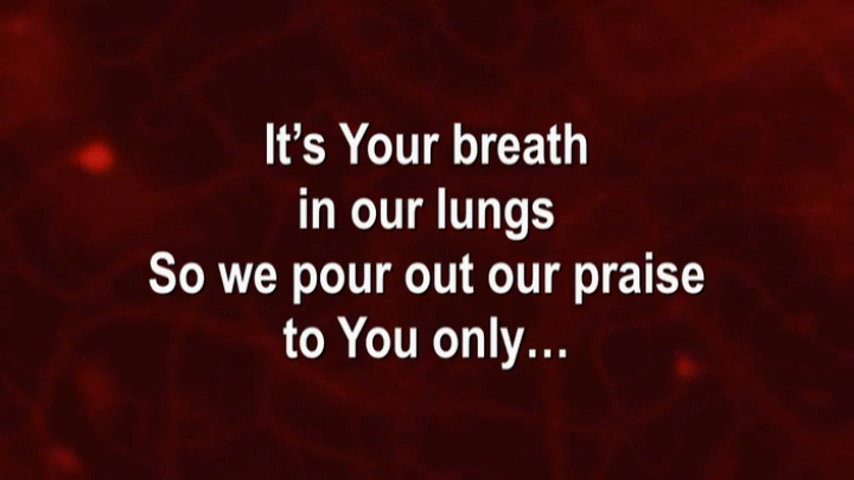 It’s Your breath
in our lungs
So we pour out our praise
to You only…